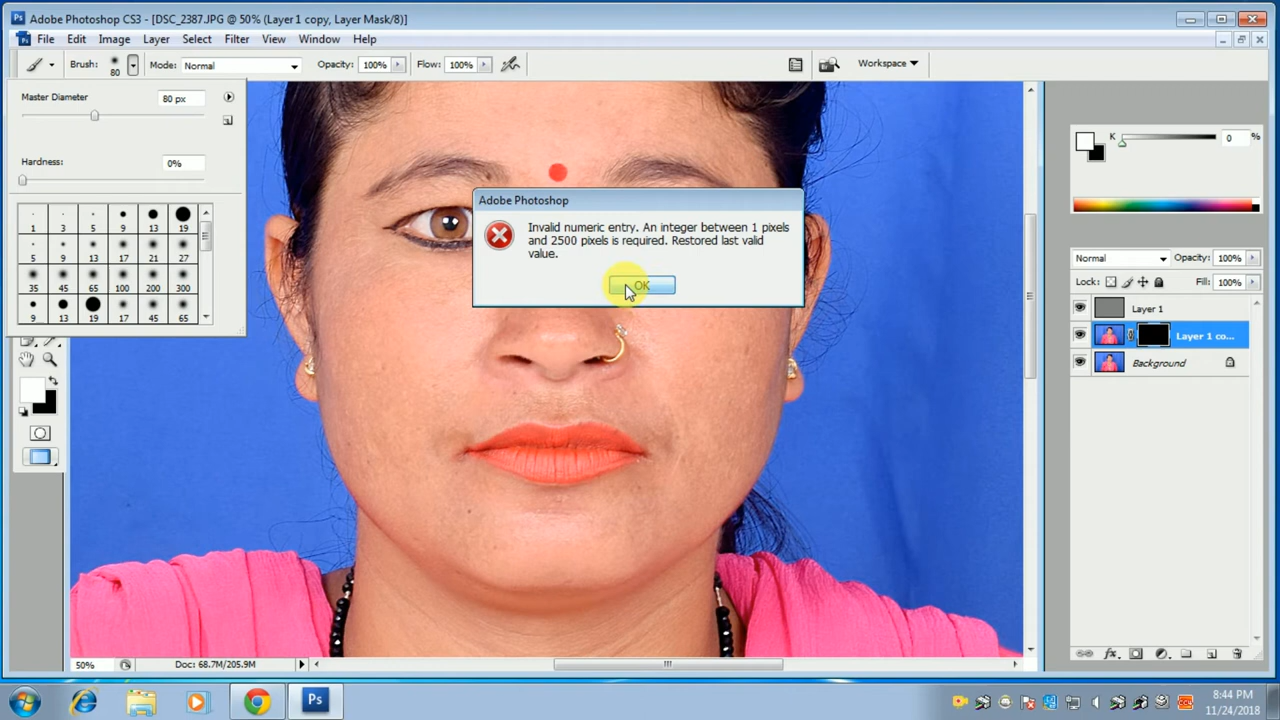 Adobe Photoshop CS3 - [DSC_2387.JPG @ 50% (Layer 1 copy, Layer Mask/8)]
File Edit Image Layer Select Filter View Window Help
Brush: 80 Mode: Normal Opacity: 100% Flow: 100% Workspace
Master Diameter 80 px
Hardness: 0%
1 3 5 9 13 19
5 9 13 17 21 27
35 45 65 100 200 300
9 13 19 17 45 65
Adobe Photoshop
Invalid numeric entry. An integer between 1 pixels
and 2500 pixels is required. Restored last valid
value.
OK
K 0 %
Normal Opacity: 100%
Lock: Fill: 100%
Layer 1
Layer 1 co...
Background
50% Doc: 68.7M/205.9M
8:44 PM
11/24/2018